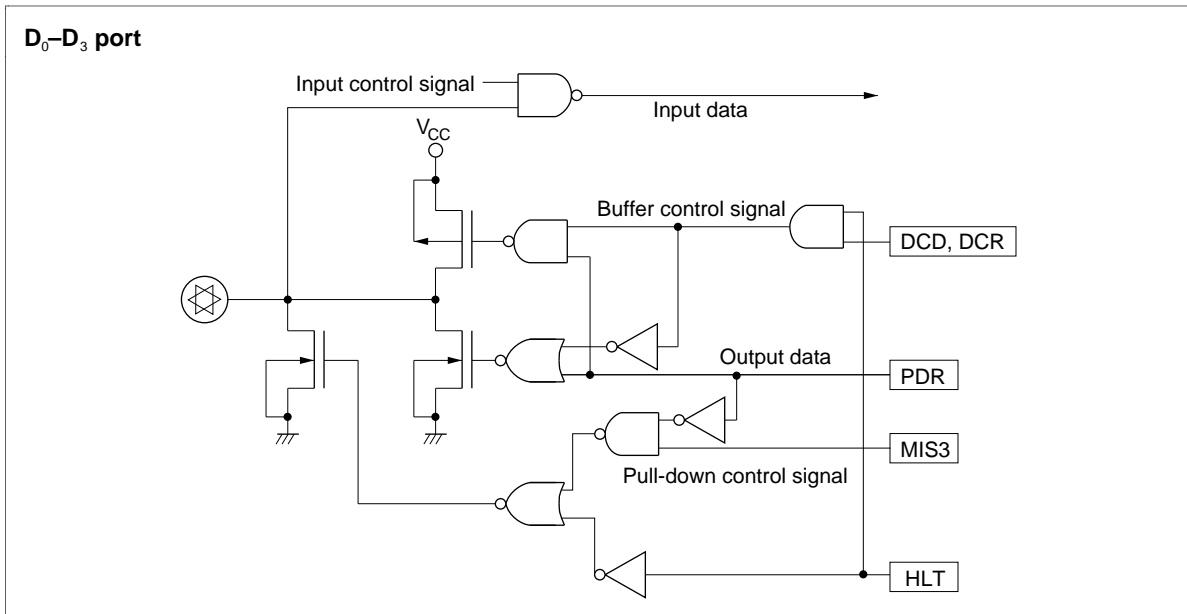 D₀–D₃ port
Input control signal
Input data
VCC
Buffer control signal
DCD, DCR
Output data
PDR
MIS3
Pull-down control signal
HLT